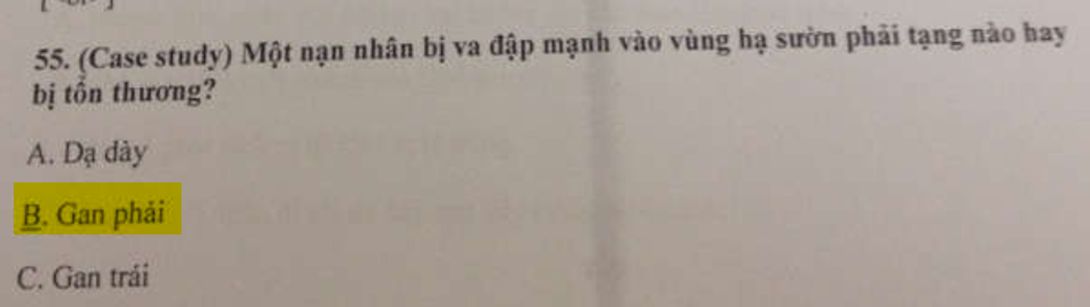 55. (Case study) Một nạn nhân bị va đập mạnh vào vùng hạ sườn phải tạng nào hay
bị tổn thương?
A. Dạ dày
B. Gan phải
C. Gan trái